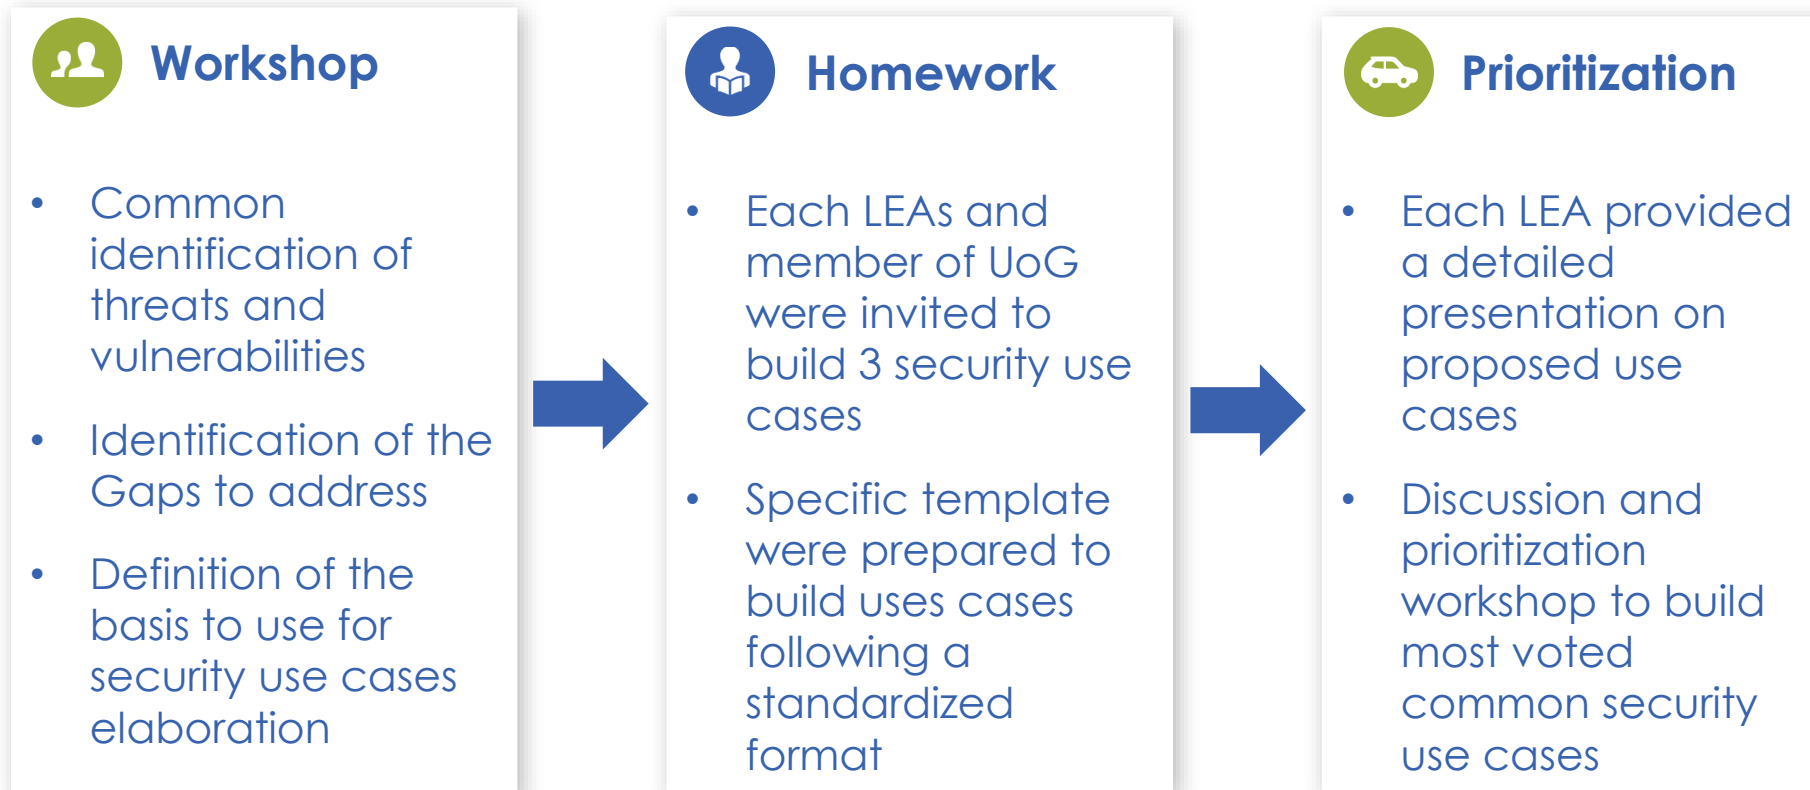 Workshop
• Common
identification of
threats and
vulnerabilities
• Identification of the
Gaps to address
• Definition of the
basis to use for
security use cases
elaboration
Homework
• Each LEAs and
member of UoG
were invited to
build 3 security use
cases
• Specific template
were prepared to
build uses cases
following a
standardized
format
Prioritization
• Each LEA provided
a detailed
presentation on
proposed use
cases
• Discussion and
prioritization
workshop to build
most voted
common security
use cases